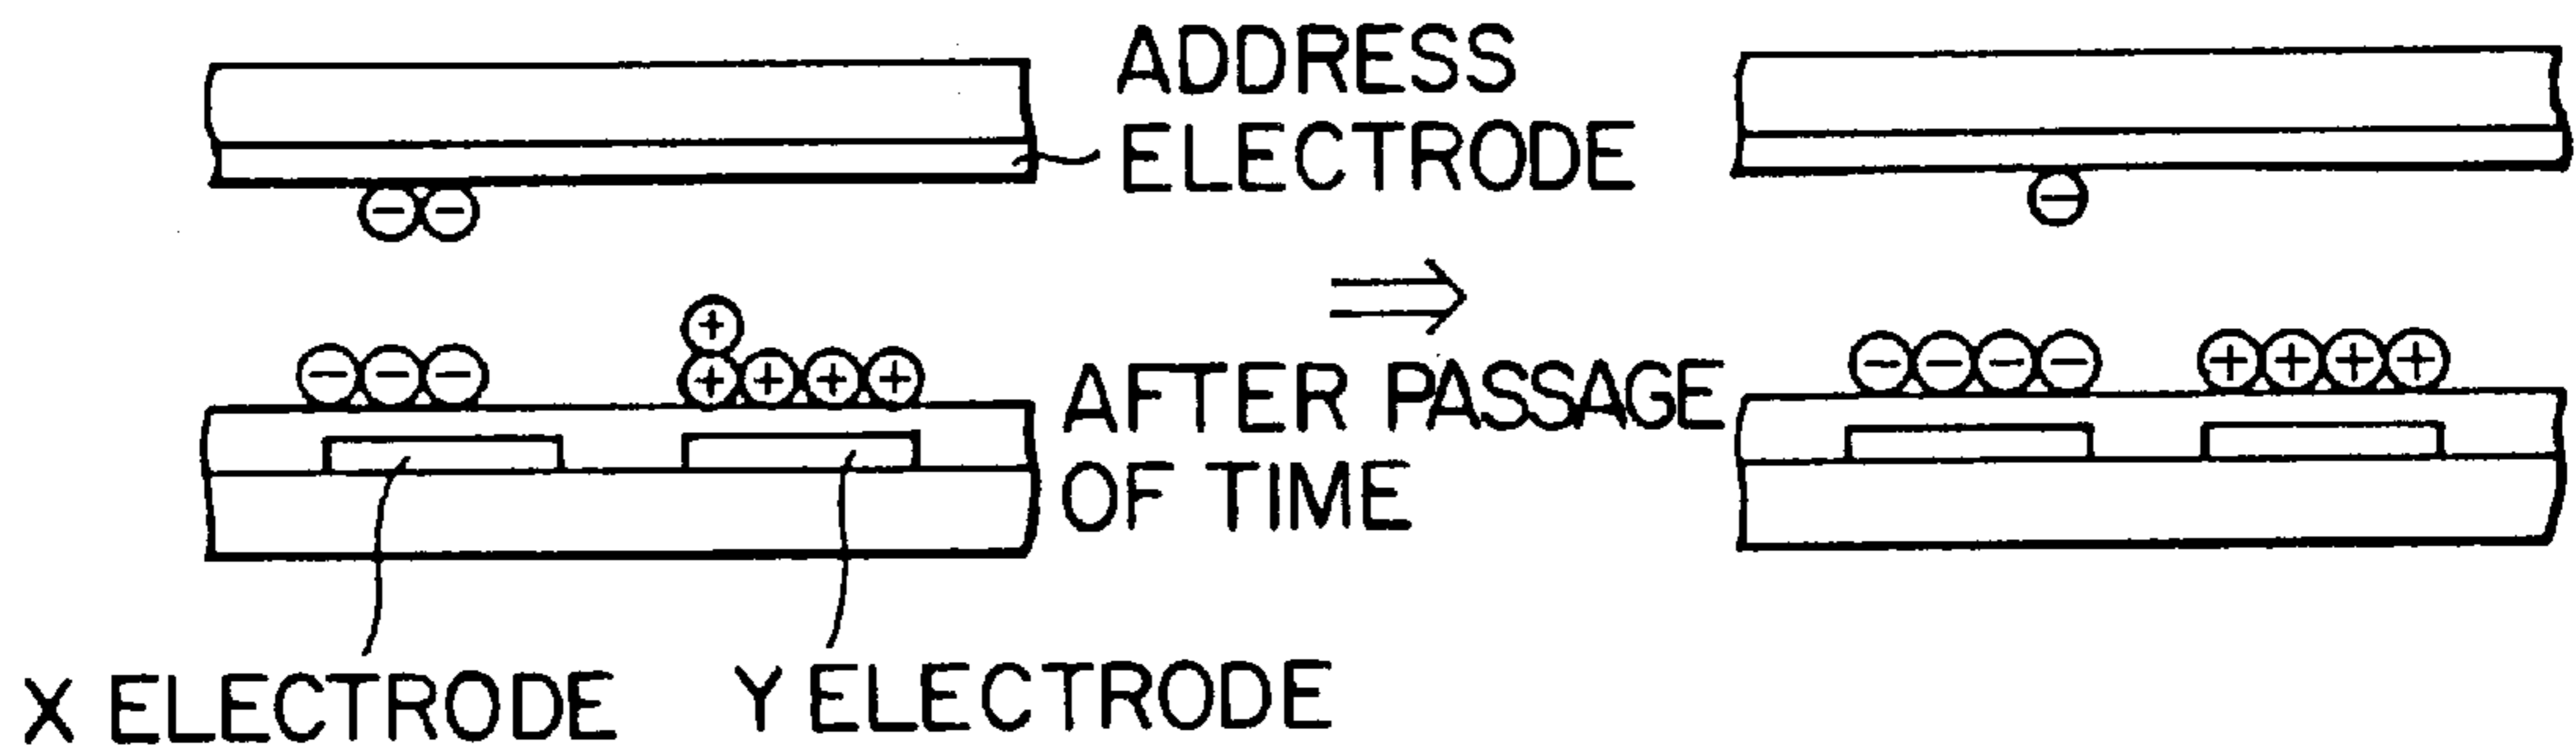 ADDRESS
ELECTRODE
AFTER PASSAGE
OF TIME
X ELECTRODE
Y ELECTRODE